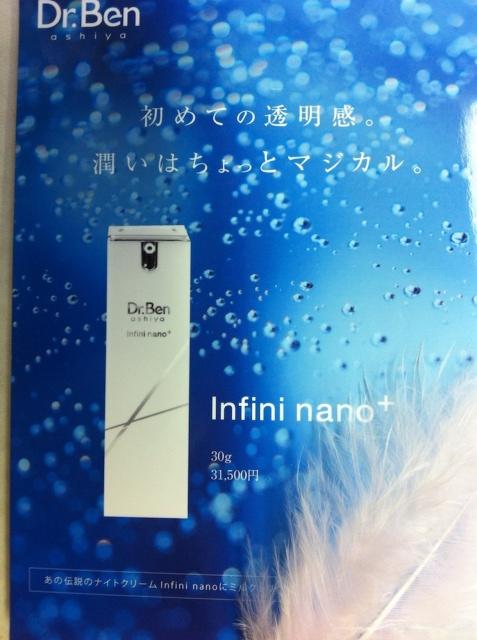 Dr.Ben
ashiya
初めての透明感。
潤いはちょっとマジカル。
Dr.Ben
ashiya
Infini nano⁺
Infini nano⁺
30g
31,500円
あの伝説のナイトクリーム Infini nanoにミルク